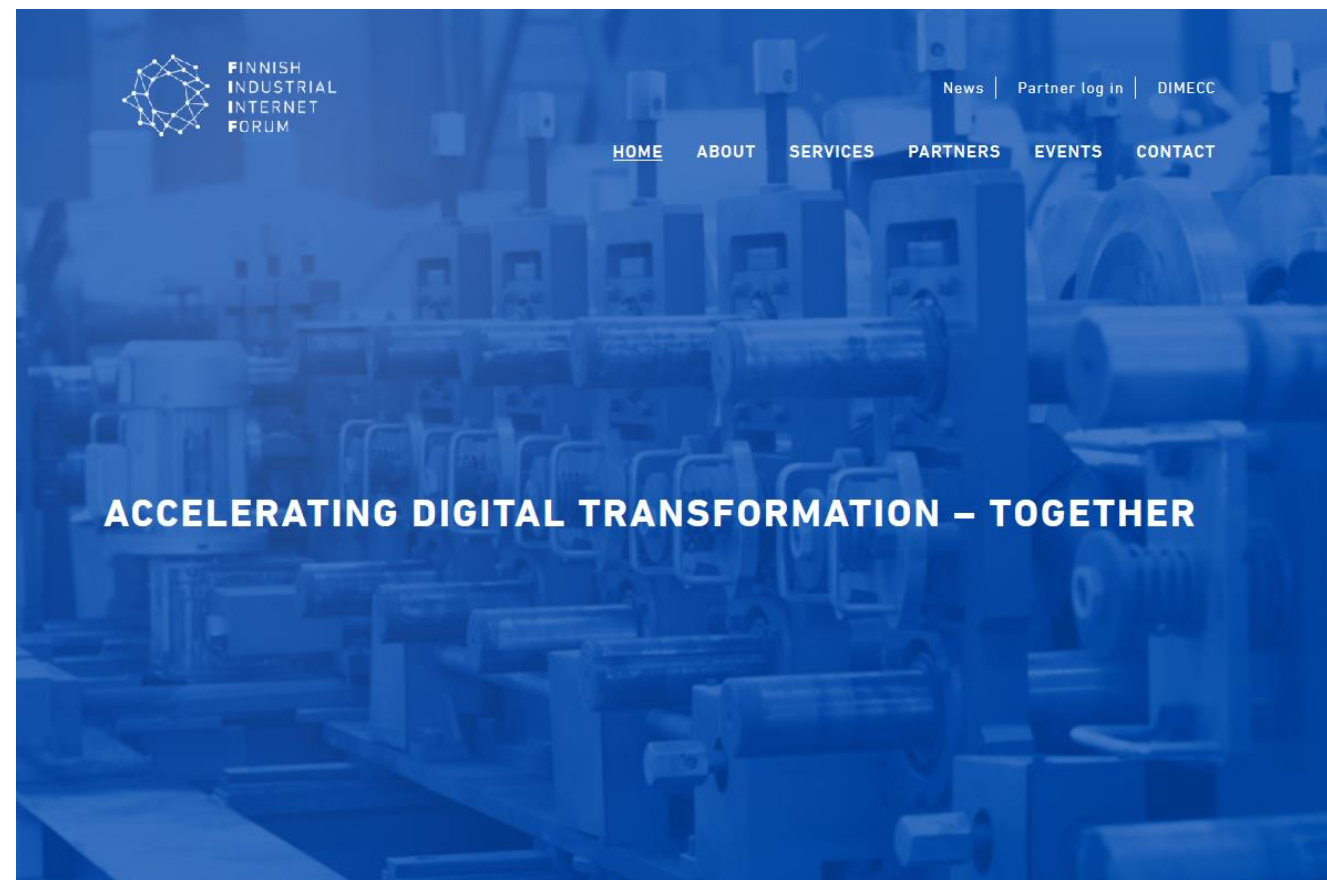 FINNISH
INDUSTRIAL
INTERNET
FORUM
News
Partner log in
DIMECC
HOME ABOUT SERVICES PARTNERS EVENTS CONTACT
ACCELERATING DIGITAL TRANSFORMATION – TOGETHER